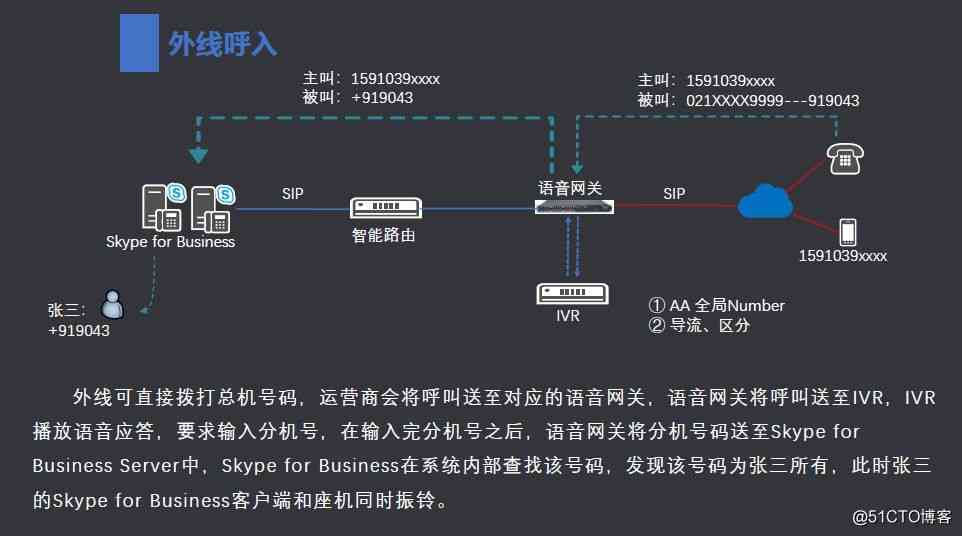 外线呼入
主叫：1591039xxxx
被叫：+919043
主叫：1591039xxxx
被叫：021XXXX9999---919043
SIP
语音网关
SIP
智能路由
Skype for Business
1591039xxxx
张三：
+919043
IVR
① AA 全局Number
② 导流、区分
外线可直接拨打总机号码，运营商会将呼叫送至对应的语音网关，语音网关将呼叫送至IVR，IVR
播放语音应答，要求输入分机号，在输入完分机号之后，语音网关将分机号码送至Skype for
Business Server中，Skype for Business在系统内部查找该号码，发现该号码为张三所有，此时张三
的Skype for Business客户端和座机同时振铃。
@51CTO博客